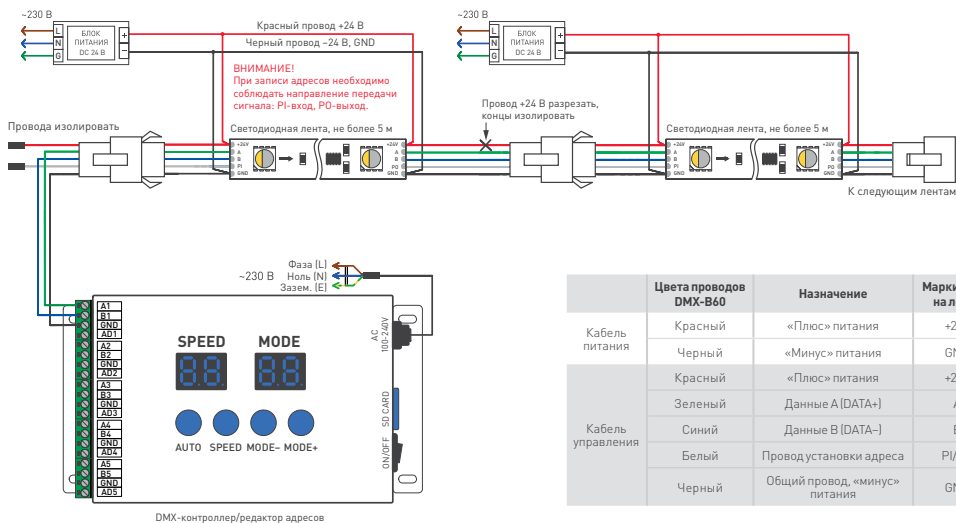 ~230 В
L
N
G
БЛОК
ПИТАНИЯ
DC 24 В
+
−
Красный провод +24 В
Черный провод −24 В, GND
ВНИМАНИЕ!
При записи адресов необходимо
соблюдать направление передачи
сигнала: PI-вход, PO-выход.
~230 В
L
N
G
БЛОК
ПИТАНИЯ
DC 24 В
+
−
Провод +24 В разрезать,
концы изолировать
Провода изолировать
Светодиодная лента, не более 5 м
+24V
A
B
PI
GND
+24V
A
B
PO
GND
Светодиодная лента, не более 5 м
+24V
A
B
PI
GND
+24V
A
B
PO
GND
К следующим лентам
~230 В
Фаза (L)
Ноль (N)
Зазем. (E)
A1
B1
GND
AD1
A2
B2
GND
AD2
A3
B3
GND
AD3
A4
B4
GND
AD4
A5
B5
GND
AD5
SPEED
MODE
AUTO SPEED MODE− MODE+
AC
100-240V
SD CARD
ON/OFF
DMX-контроллер/редактор адресов
Цвета проводов
DMX-B60
Назначение
Марки
на л
Кабель
питания
Красный
«Плюс» питания
+2
Черный
«Минус» питания
GN
Кабель
управления
Красный
«Плюс» питания
+2
Зеленый
Данные A (DATA+)
Синий
Данные B (DATA−)
Белый
Провод установки адреса
PI/
Черный
Общий провод, «минус»
питания
GN